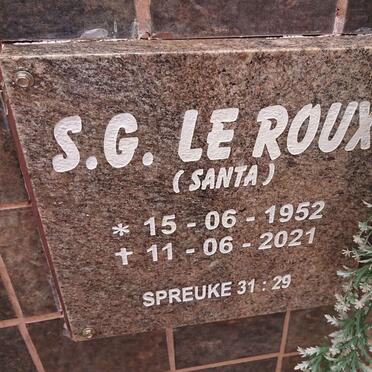 S.G. LE ROUX
(SANTA)
* 15 - 06 - 1952
† 11 - 06 - 2021
SPREUKE 31 : 29